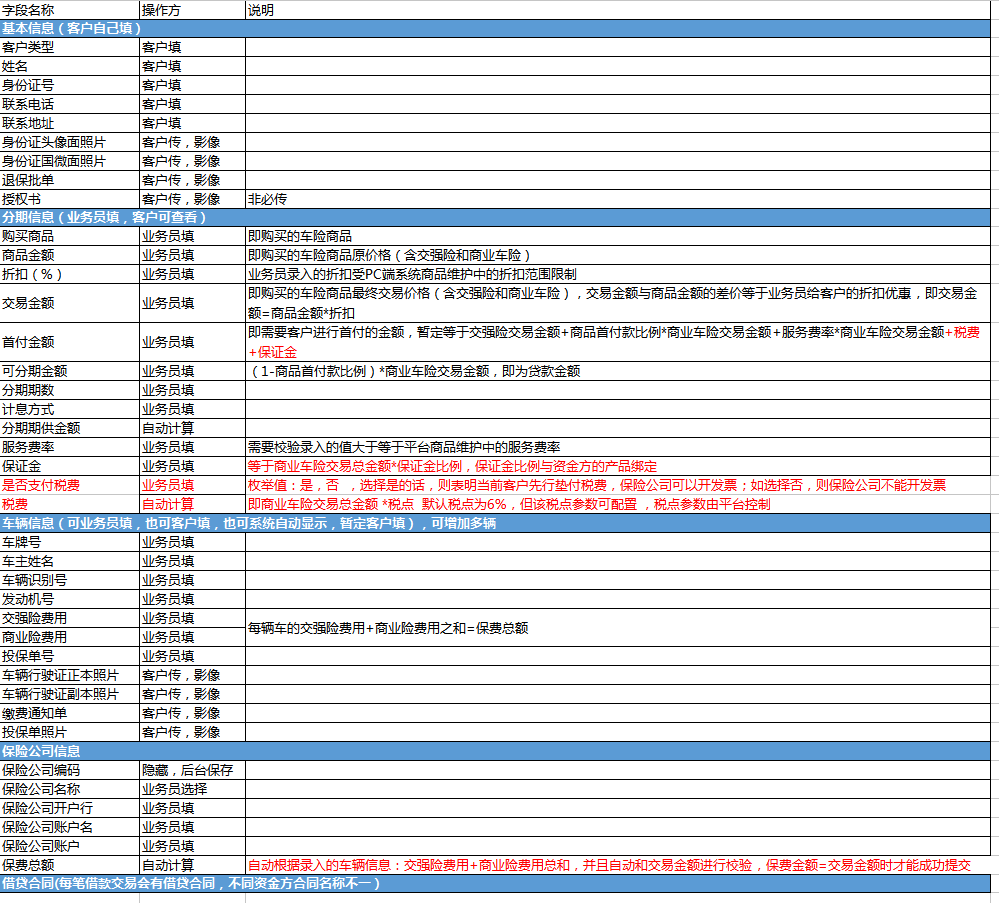 字段名称 操作方 说明
基本信息（客户自己填）
客户类型 客户填
姓名 客户填
身份证号 客户填
联系电话 客户填
联系地址 客户填
身份证头像面照片 客户传，影像
身份证国微面照片 客户传，影像
退保批单 客户传，影像
授权书 客户传，影像 非必传
分期信息（业务员填，客户可查看）
购买商品 业务员填 即购买的车险商品
商品金额 业务员填 即购买的车险商品原价格（含交强险和商业车险）
折扣（%） 业务员填 业务员录入的折扣受PC端系统商品维护中的折扣范围限制
交易金额 业务员填 即购买的车险商品最终交易价格（含交强险和商业车险），交易金额与商品金额的差价等于业务员给客户的折扣优惠，即交易金
额=商品金额*折扣
首付金额 业务员填 即需要客户进行首付的金额，暂定等于交强险交易金额+商品首付款比例*商业车险交易金额+服务费率*商业车险交易金额+税费
+保证金
可分期金额 业务员填 （1-商品首付款比例）*商业车险交易金额，即为贷款金额
分期期数 业务员填
计息方式 业务员填
分期期供金额 自动计算
服务费率 业务员填 需要校验录入的值大于等于平台商品维护中的服务费率
保证金 业务员填 等于商业车险交易总金额*保证金比例，保证金比例与资金方的产品绑定
是否支付税费 业务员填 枚举值：是，否 ，选择是的话，则表明当前客户先行垫付税费，保险公司可以开发票；如选择否，则保险公司不能开发票
税费 自动计算 即商业车险交易总金额 *税点 默认税点为6%，但该税点参数可配置 ，税点参数由平台控制
车辆信息（可业务员填，也可客户填，也可系统自动显示，暂定客户填），可增加多辆
车牌号 业务员填
车主姓名 业务员填
车辆识别号 业务员填
发动机号 业务员填
交强险费用 业务员填 每辆车的交强险费用+商业险费用之和=保费总额
商业险费用 业务员填
投保单号 业务员填
车辆行驶证正本照片 客户传，影像
车辆行驶证副本照片 客户传，影像
缴费通知单 客户传，影像
投保单照片 客户传，影像
保险公司信息
保险公司编码 隐藏，后台保存
保险公司名称 业务员选择
保险公司开户行 业务员填
保险公司账户名 业务员填
保险公司账户 业务员填
保费总额 自动计算 自动根据录入的车辆信息：交强险费用+商业险费用总和，并且自动和交易金额进行校验，保费金额=交易金额时才能成功提交
借贷合同(每笔借款交易会有借贷合同，不同资金方合同名称不一）